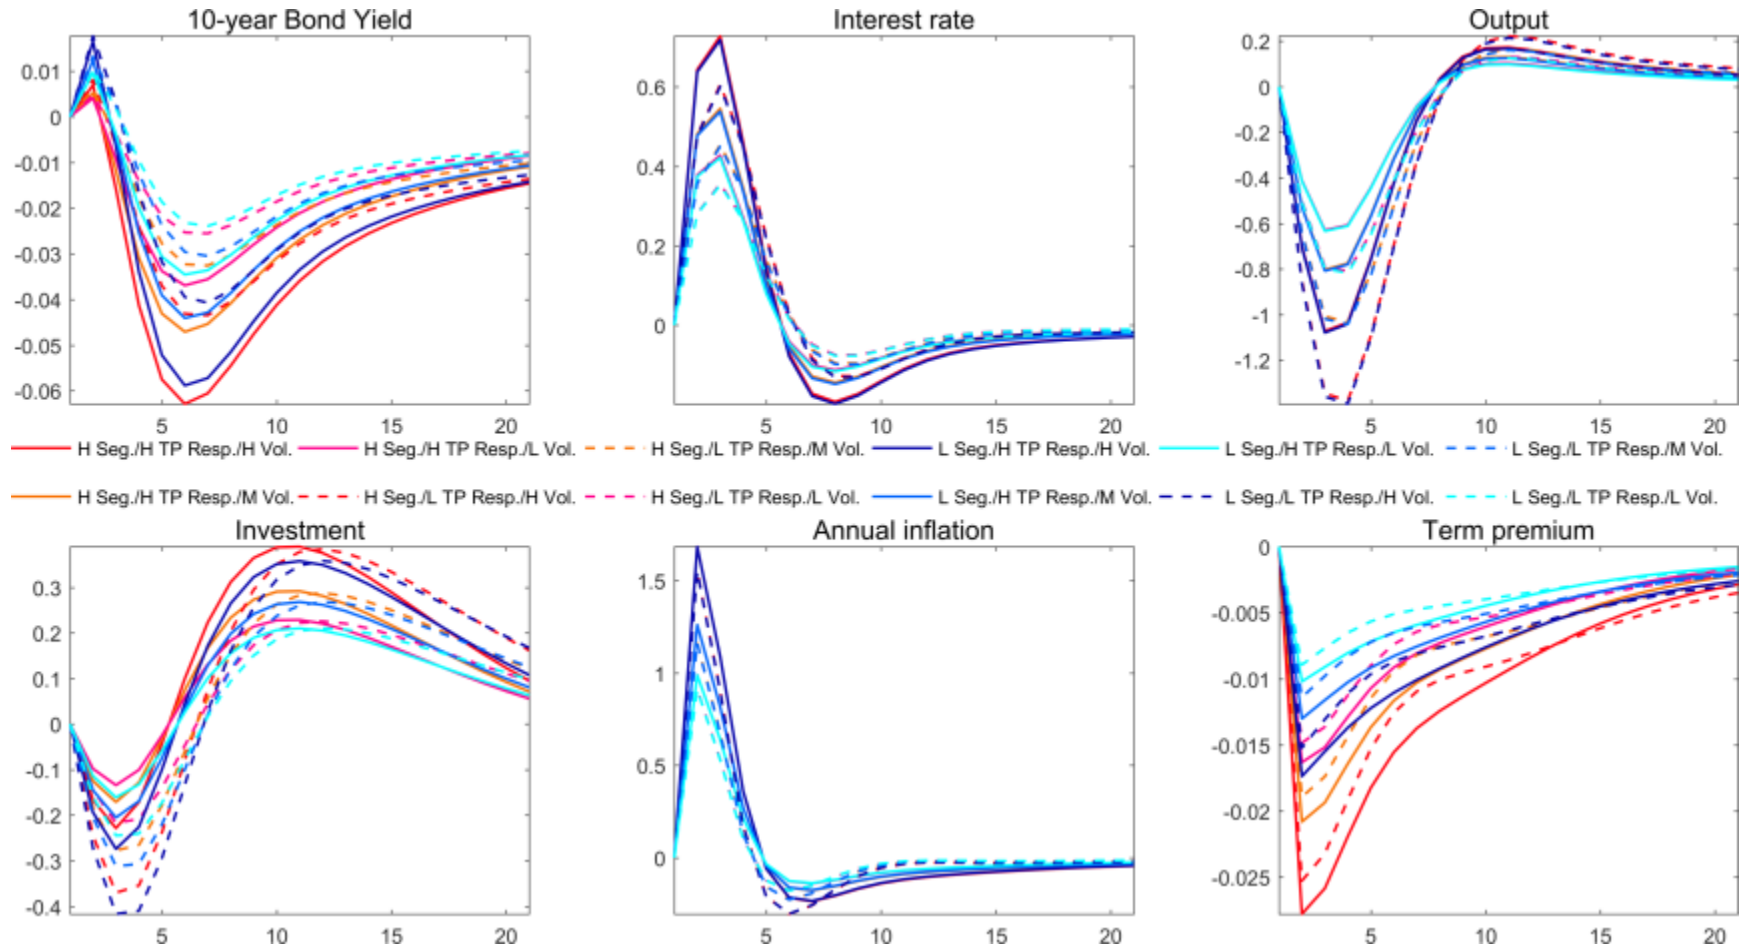 10-year Bond Yield
Interest rate
Output
0.01
0
-0.01
-0.02
-0.03
-0.04
-0.05
-0.06
5 10 15 20
0.6
0.4
0.2
0
5 10 15 20
0.2
0
-0.2
-0.4
-0.6
-0.8
-1
-1.2
5 10 15 20
H Seg./H TP Resp./H Vol. H Seg./H TP Resp./L Vol. H Seg./L TP Resp./M Vol. L Seg./H TP Resp./H Vol. L Seg./H TP Resp./L Vol. L Seg./L TP Resp./M Vol.
H Seg./H TP Resp./M Vol. H Seg./L TP Resp./H Vol. H Seg./L TP Resp./L Vol. L Seg./H TP Resp./M Vol. L Seg./L TP Resp./H Vol. L Seg./L TP Resp./L Vol.
Investment
Annual inflation
Term premium
0.3
0.2
0.1
0
-0.1
-0.2
-0.3
-0.4
5 10 15 20
1.5
1
0.5
0
5 10 15 20
0
-0.005
-0.01
-0.015
-0.02
-0.025
5 10 15 20